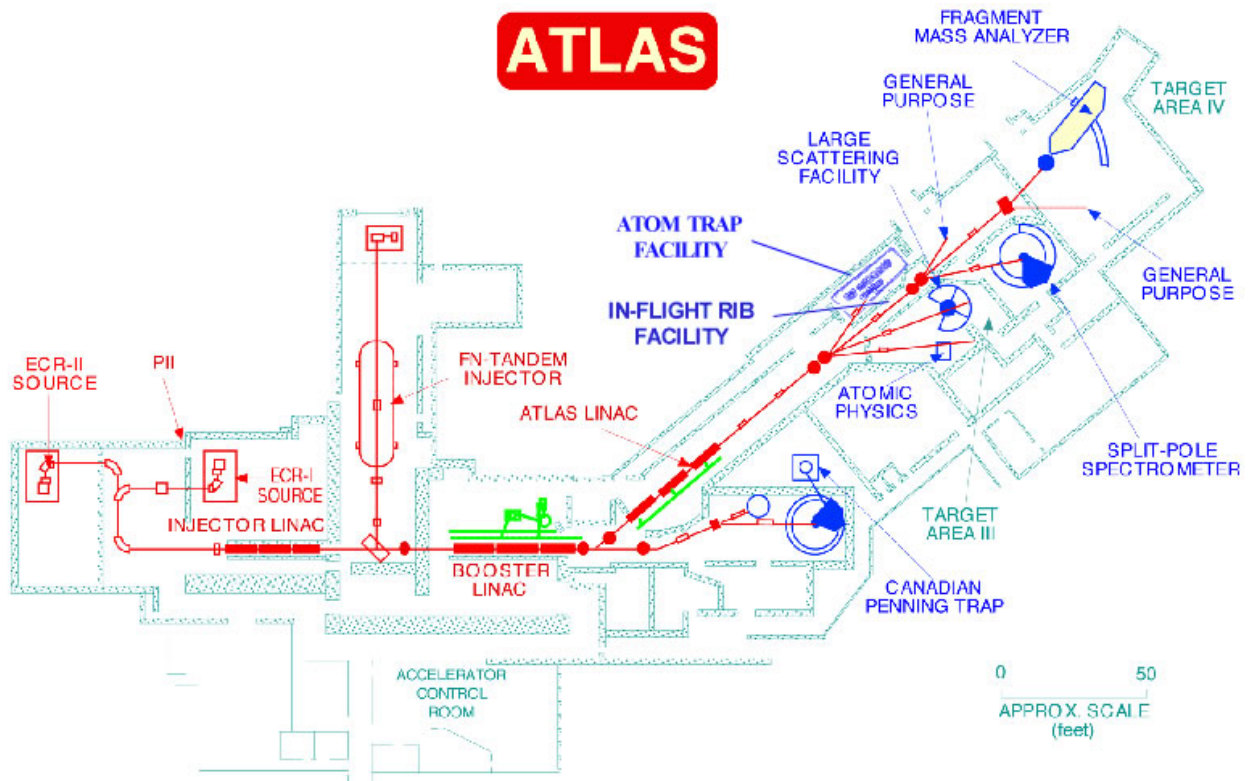 ATLAS
FRAGMENT
MASS ANALYZER
GENERAL
PURPOSE
TARGET
AREA IV
LARGE
SCATTERING
FACILITY
ATOM TRAP
FACILITY
IN-FLIGHT RIB
FACILITY
GENERAL
PURPOSE
ECR-II
SOURCE
PII
FN-TANDEM
INJECTOR
ATLAS LINAC
ATOMIC
PHYSICS
SPLIT-POLE
SPECTROMETER
ECR-I
SOURCE
INJECTOR LINAC
TARGET
AREA III
BOOSTER
LINAC
CANADIAN
PENNING TRAP
ACCELERATOR
CONTROL
ROOM
0 50
APPROX. SCALE
(feet)